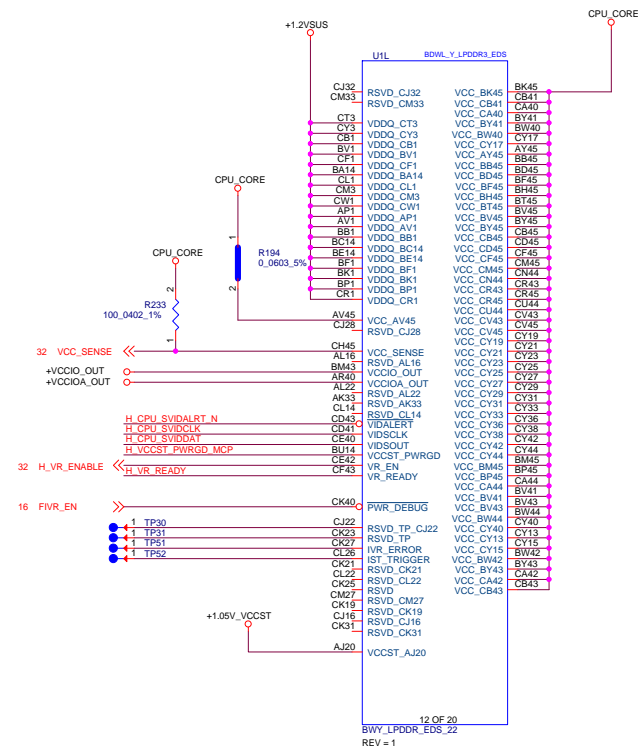 CPU_CORE
+1.2VSUS
U1L BDWL_Y_LPDDR3_EDS
CJ32 RSVD_CJ32 VCC_BK45 BK45
CM33 RSVD_CM33 VCC_CB41 CB41
VCC_CA40 CA40
CT3 VDDQ_CT3 VCC_BY41 BY41
CY3 VDDQ_CY3 VCC_BW40 BW40
CB1 VDDQ_CB1 VCC_CY17 CY17
BV1 VDDQ_BV1 VCC_AY45 AY45
CF1 VDDQ_CF1 VCC_BB45 BB45
BA14 VDDQ_BA14 VCC_BD45 BD45
CL1 VDDQ_CL1 VCC_BF45 BF45
CM3 VDDQ_CM3 VCC_BH45 BH45
CW1 VDDQ_CW1 VCC_BT45 BT45
AP1 VDDQ_AP1 VCC_BV45 BV45
AV1 VDDQ_AV1 VCC_BY45 BY45
BB1 VDDQ_BB1 VCC_CB45 CB45
BC14 VDDQ_BC14 VCC_CD45 CD45
BE14 VDDQ_BE14 VCC_CF45 CF45
BF1 VDDQ_BF1 VCC_CM45 CM45
BK1 VDDQ_BK1 VCC_CN44 CN44
BP1 VDDQ_BP1 VCC_CR43 CR43
CR1 VDDQ_CR1 VCC_CR45 CR45
VCC_CU44 CU44
CPU_CORE
1
R194
0_0603_5%
2
AV45 VCC_AV45 VCC_CV43 CV43
CJ28 RSVD_CJ28 VCC_CV45 CV45
VCC_CY19 CY19
CPU_CORE
2
R233
100_0402_1%
1
32 VCC_SENSE CH45 VCC_SENSE VCC_CY21 CY21
AL16 RSVD_AL16 VCC_CY23 CY23
+VCCIO_OUT BM43 VCCIO_OUT VCC_CY25 CY25
+VCCIOA_OUT AR40 VCCIOA_OUT VCC_CY27 CY27
AL22 RSVD_AL22 VCC_CY29 CY29
AK33 RSVD_AK33 VCC_CY31 CY31
CL14 RSVD_CL14 VCC_CY33 CY33
H_CPU_SVIDALRT_N CD43 VIDALERT VCC_CY36 CY36
H_CPU_SVIDCLK CD41 VIDSCLK VCC_CY38 CY38
H_CPU_SVIDDAT CE40 VIDSOUT VCC_CY42 CY42
H_VCCST_PWRGD_MCP BU14 VCCST_PWRGD VCC_CY44 CY44
32 H_VR_ENABLE CE42 VR_EN VCC_BM45 BM45
H_VR_READY CF43 VR_READY VCC_BP45 BP45
VCC_CA44 CA44
VCC_BV41 BV41
16 FIVR_EN CK40 PWR_DEBUG VCC_BV43 BV43
VCC_BW44 BW44
1 TP30 CJ22 RSVD_TP_CJ22 VCC_CY40 CY40
1 TP31 CK23 RSVD_TP VCC_CY13 CY13
1 TP51 CK27 IVR_ERROR VCC_CY15 CY15
1 TP52 CL26 IST_TRIGGER VCC_BW42 BW42
CK21 RSVD_CK21 VCC_BY43 BY43
CL22 RSVD_CL22 VCC_CA42 CA42
CK25 RSVD VCC_CB43 CB43
CM27 RSVD_CM27
CK19 RSVD_CK19
CJ16 RSVD_CJ16
CK31 RSVD_CK31
+1.05V_VCCST
AJ20 VCCST_AJ20
12 OF 20
BWY_LPDDR_EDS_22
REV = 1